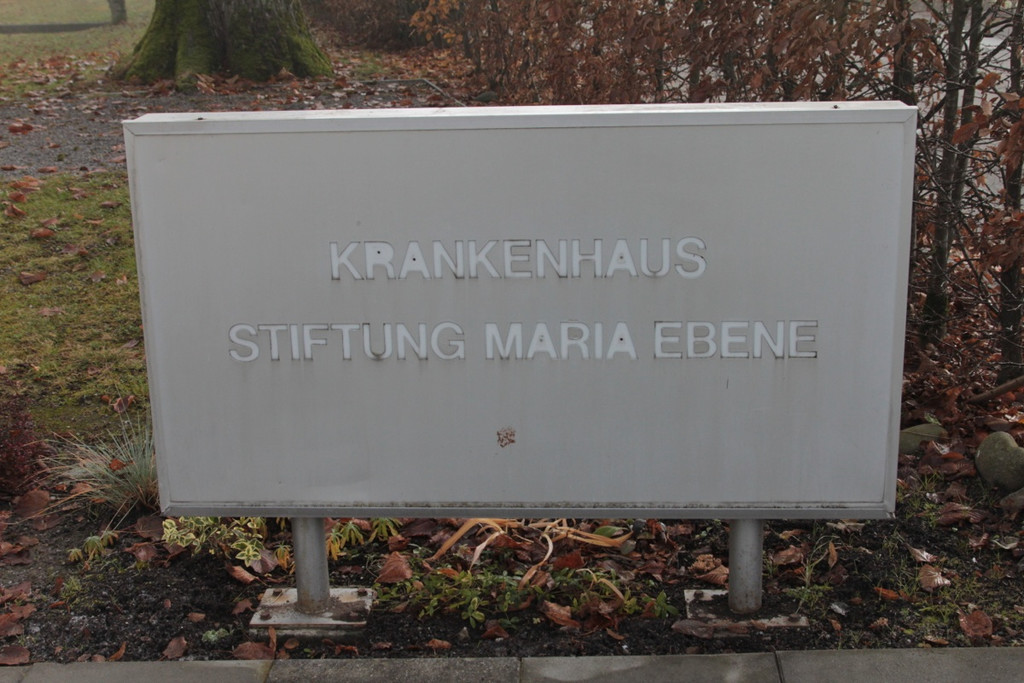 KRANKENHAUS
STIFTUNG MARIA EBENE